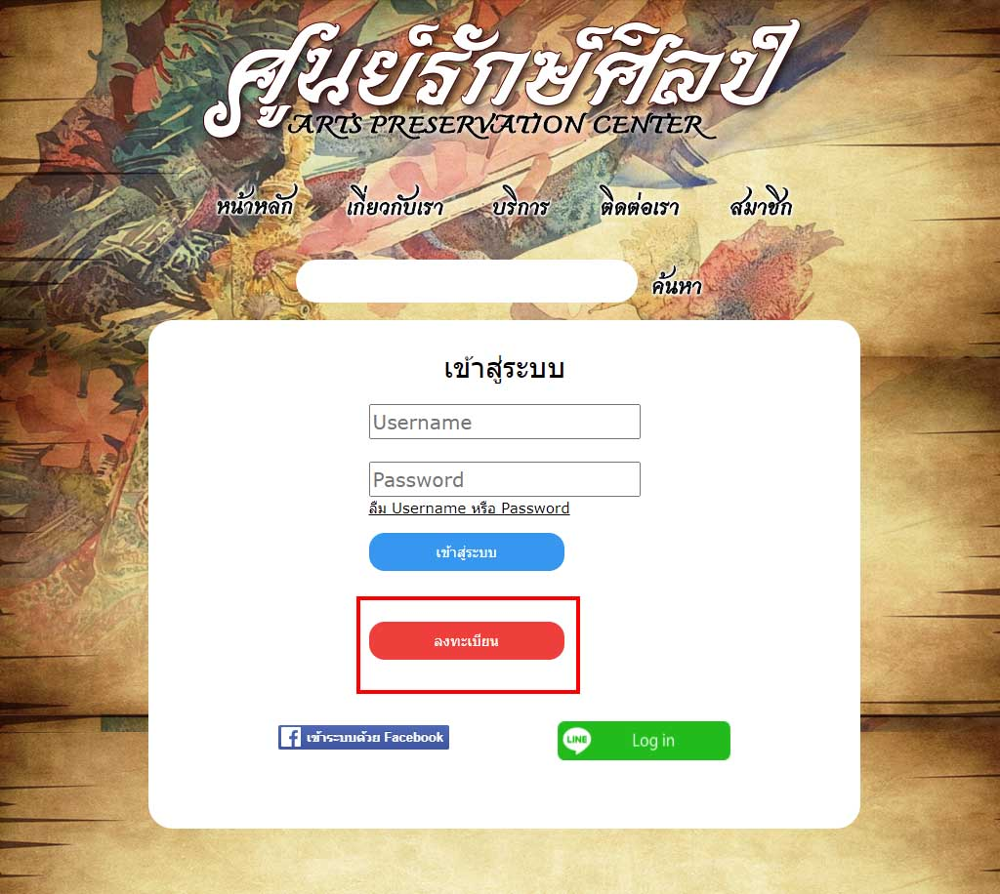 ศูนย์รักษ์ศิลป์
ARTS PRESERVATION CENTER
หน้าหลัก เกี่ยวกับเรา บริการ ติดต่อเรา สมาชิก
ค้นหา
เข้าสู่ระบบ
Username
Password
ลืม Username หรือ Password
เข้าสู่ระบบ
ลงทะเบียน
f เข้าระบบด้วย Facebook LINE Log in